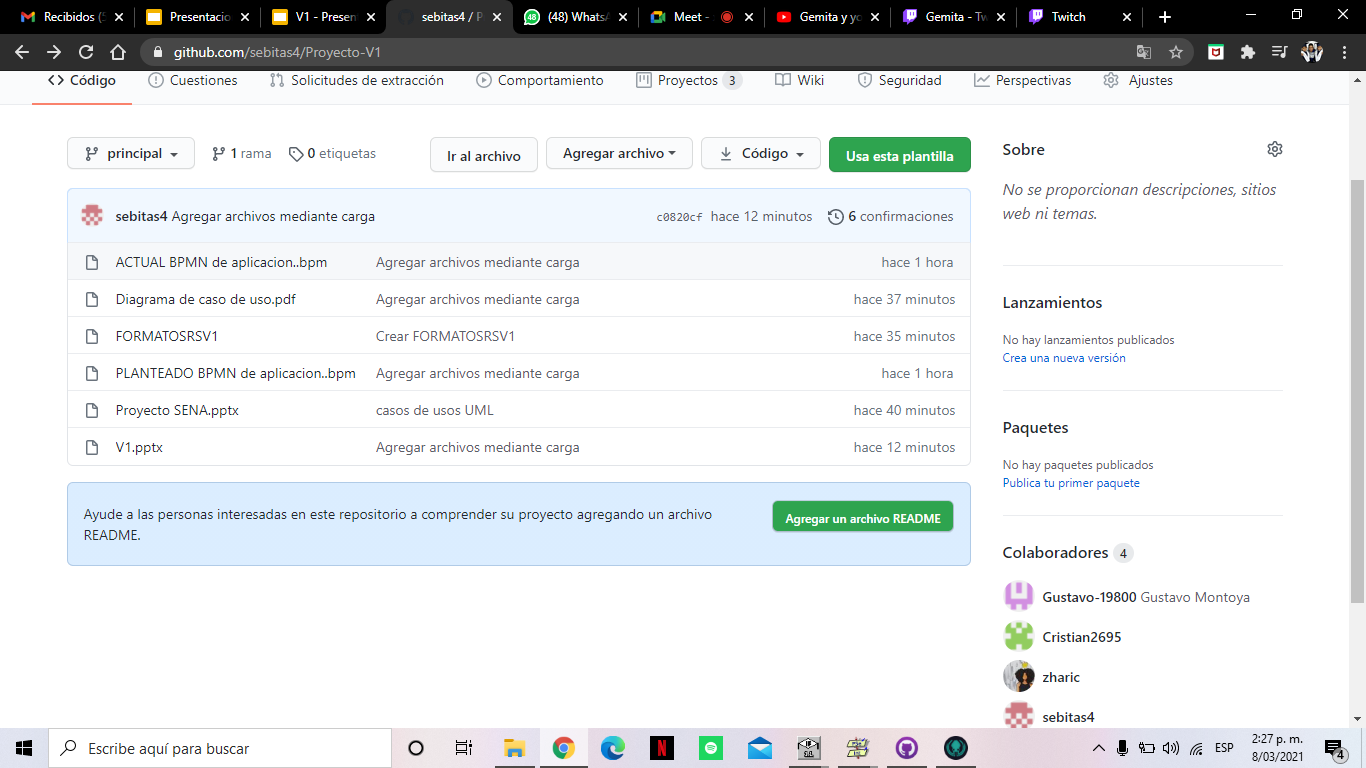 Recibidos (5
Presentacio
V1 - Presen
sebitas4 / P
(48) WhatsA
Meet -
Gemita y yo
Gemita - Tw
Twitch
github.com/sebitas4/Proyecto-V1
Código Cuestiones Solicitudes de extracción Comportamiento Proyectos 3 Wiki Seguridad Perspectivas Ajustes
principal 1 rama 0 etiquetas Ir al archivo Agregar archivo Código Usa esta plantilla
sebitas4 Agregar archivos mediante carga c0820cf hace 12 minutos 6 confirmaciones
ACTUAL BPMN de aplicacion..bpm Agregar archivos mediante carga hace 1 hora
Diagrama de caso de uso.pdf Agregar archivos mediante carga hace 37 minutos
FORMATOSRSV1 Crear FORMATOSRSV1 hace 35 minutos
PLANTEADO BPMN de aplicacion..bpm Agregar archivos mediante carga hace 1 hora
Proyecto SENA.pptx casos de usos UML hace 40 minutos
V1.pptx Agregar archivos mediante carga hace 12 minutos
Ayude a las personas interesadas en este repositorio a comprender su proyecto agregando un archivo
README.
Agregar un archivo README
Sobre
No se proporcionan descripciones, sitios
web ni temas.
Lanzamientos
No hay lanzamientos publicados
Crea una nueva versión
Paquetes
No hay paquetes publicados
Publica tu primer paquete
Colaboradores 4
Gustavo-19800 Gustavo Montoya
Cristian2695
zharic
sebitas4
Escribe aquí para buscar
ESP
2:27 p. m.
8/03/2021
4